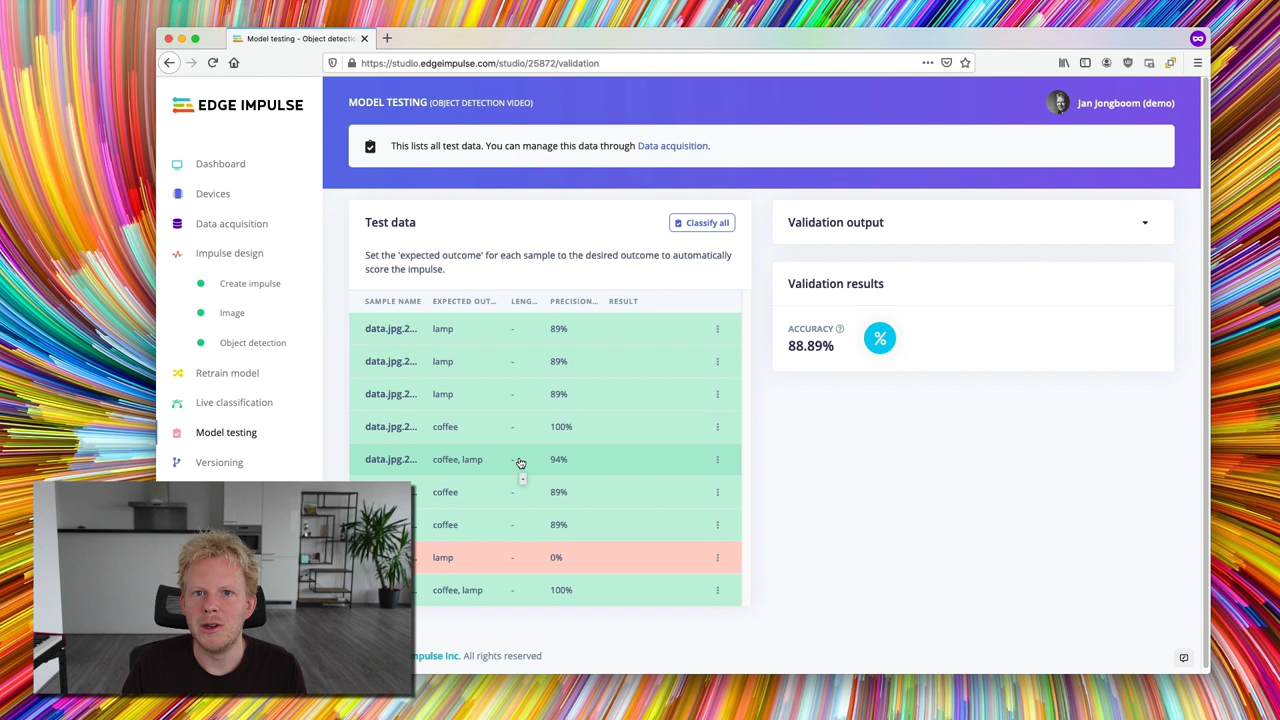 Model testing - Object detectio
https://studio.edgeimpulse.com/studio/25872/validation
EDGE IMPULSE
MODEL TESTING (OBJECT DETECTION VIDEO)
Jan Jongboom (demo)
This lists all test data. You can manage this data through Data acquisition.
Dashboard
Devices
Data acquisition
Impulse design
Create impulse
Image
Object detection
Retrain model
Live classification
Model testing
Versioning
Test data
Classify all
Set the 'expected outcome' for each sample to the desired outcome to automatically
score the impulse.
SAMPLE NAME EXPECTED OUT... LENG... PRECISION... RESULT
data.jpg.2... lamp - 89%
data.jpg.2... lamp - 89%
data.jpg.2... lamp - 89%
data.jpg.2... coffee - 100%
data.jpg.2... coffee, lamp - 94%
coffee - 89%
coffee - 89%
lamp - 0%
coffee, lamp - 100%
Validation output
Validation results
ACCURACY
88.89%
%
mpulse Inc. All rights reserved